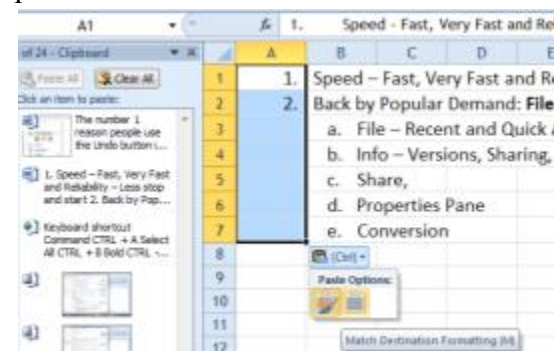 A1
fx 1. Speed - Fast, Very Fast and Re
of 24 - Clipboard
Paste All Clear All
Click an item to paste:
The number 1
reason people use
the Undo button i...
1. Speed – Fast, Very Fast
and Reliability – Less stop
and start 2. Back by Pop...
Keyboard shortcut
Command CTRL + A Select
All CTRL + B Bold CTRL
A B C D E
1 1. Speed – Fast, Very Fast and Re
2 2. Back by Popular Demand: File
3 a. File – Recent and Quick
4 b. Info – Versions, Sharing,
5 c. Share,
6 d. Properties Pane
7 e. Conversion
8 (Ctrl)
9 Paste Options:
10
11
12 Match Destination Formatting (M)